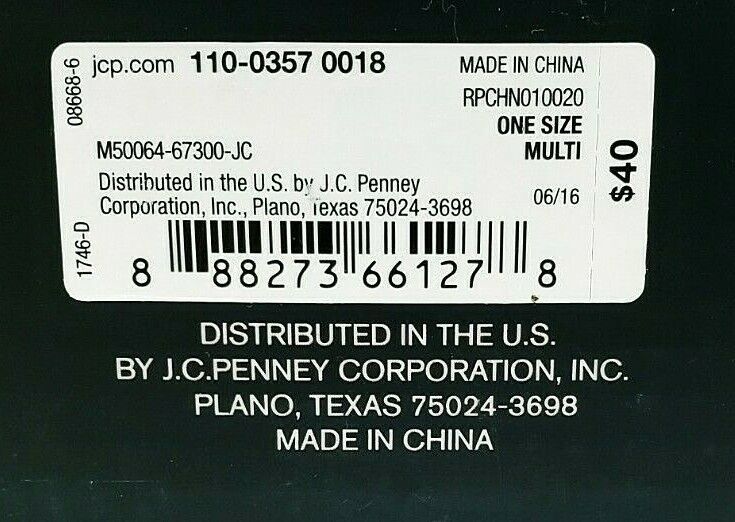 08668-6
jcp.com 110-0357 0018
MADE IN CHINA
RPCHN010020
ONE SIZE
MULTI
$40
M50064-67300-JC
Distributed in the U.S. by J.C. Penney
Corporation, Inc., Plano, Texas 75024-3698
06/16
1746-D
8 88273 66127 8
DISTRIBUTED IN THE U.S.
BY J.C.PENNEY CORPORATION, INC.
PLANO, TEXAS 75024-3698
MADE IN CHINA